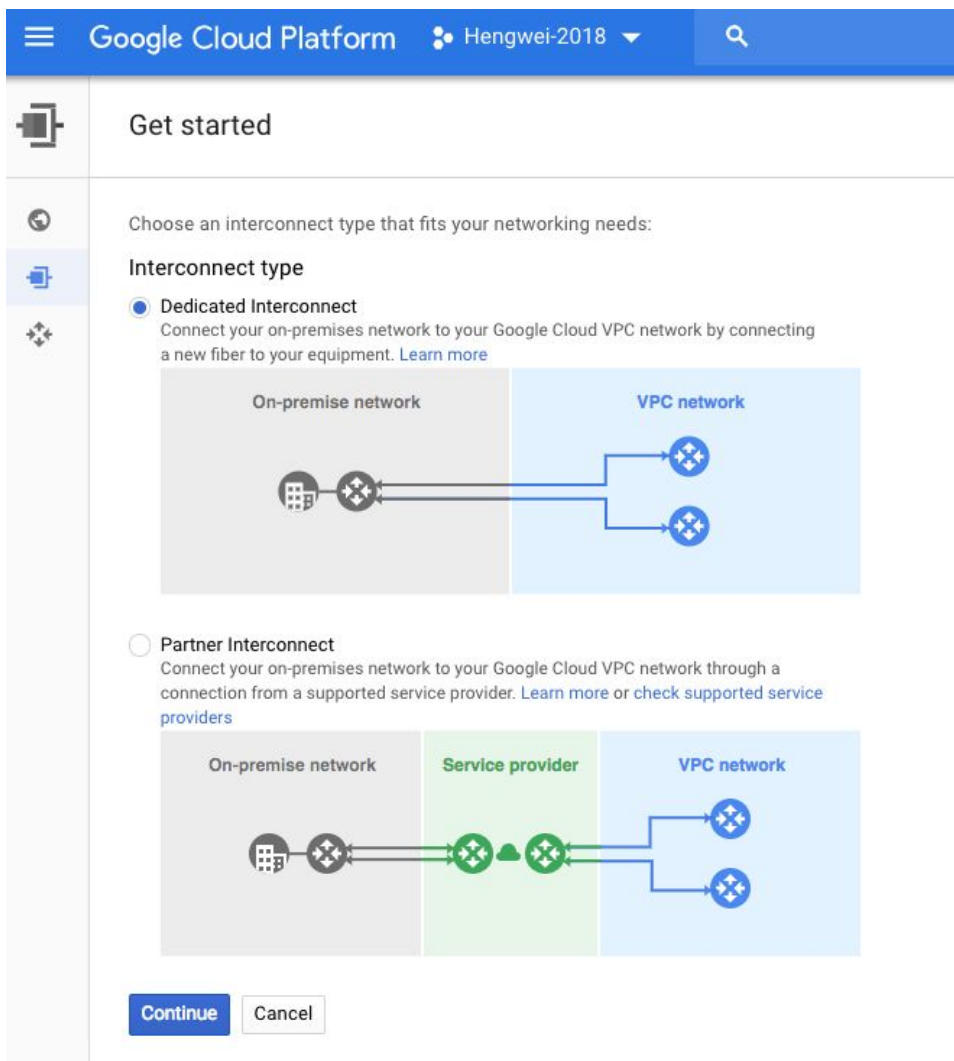 Google Cloud Platform Hengwei-2018
Get started
Choose an interconnect type that fits your networking needs:
Interconnect type
Dedicated Interconnect
Connect your on-premises network to your Google Cloud VPC network by connecting
a new fiber to your equipment. Learn more
On-premise network VPC network
Partner Interconnect
Connect your on-premises network to your Google Cloud VPC network through a
connection from a supported service provider. Learn more or check supported service
providers
On-premise network Service provider VPC network
Continue Cancel